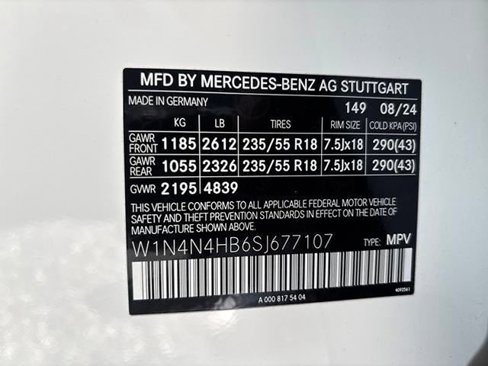 MFD BY MERCEDES-BENZ AG STUTTGART
MADE IN GERMANY 149 08/24
KG LB TIRES RIM SIZE COLD KPA (PSI)
GAWR FRONT 1185 2612 235/55 R18 7.5Jx18 290(43)
GAWR REAR 1055 2326 235/55 R18 7.5Jx18 290(43)
GVWR 2195 4839
THIS VEHICLE CONFORMS TO ALL APPLICABLE FEDERAL MOTOR VEHICLE
SAFETY AND THEFT PREVENTION STANDARDS IN EFFECT ON THE DATE OF
MANUFACTURE SHOWN ABOVE.
W1N4N4HB6SJ677107 TYPE: MPV
A 000 817 54 04